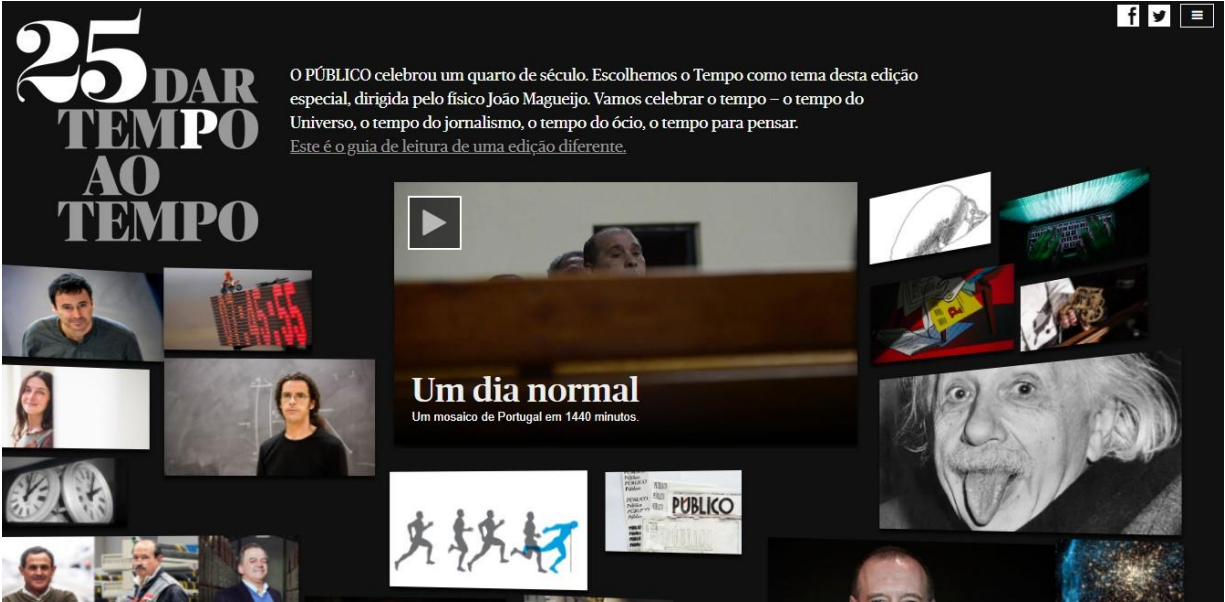 25 DAR
TEMPO
AO
TEMPO
O PÚBLICO celebrou um quarto de século. Escolhemos o Tempo como tema desta edição
especial, dirigida pelo físico João Magueijo. Vamos celebrar o tempo – o tempo do
Universo, o tempo do jornalismo, o tempo do ócio, o tempo para pensar.
Este é o guia de leitura de uma edição diferente.
Um dia normal
Um mosaico de Portugal em 1440 minutos.
PÚBLICO